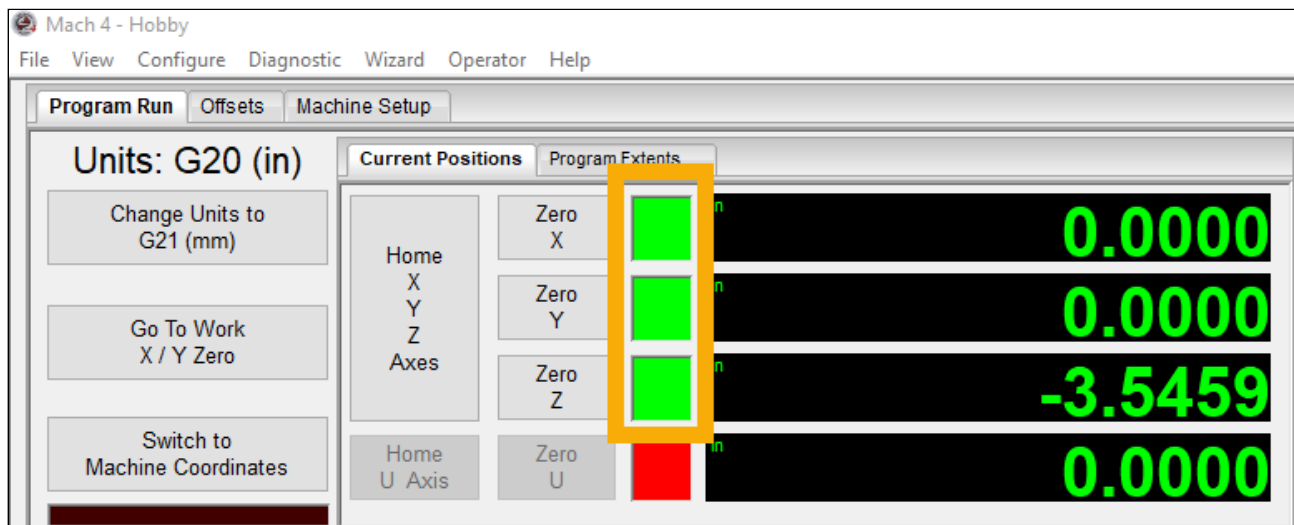 Mach 4 - Hobby
File View Configure Diagnostic Wizard Operator Help
Program Run Offsets Machine Setup
Units: G20 (in)
Change Units to
G21 (mm)
Go To Work
X / Y Zero
Switch to
Machine Coordinates
Current Positions Program Extents
Home
X
Y
Z
Axes
Zero
X
in
0.0000
Zero
Y
in
0.0000
Zero
Z
in
-3.5459
Home
U Axis
Zero
U
in
0.0000